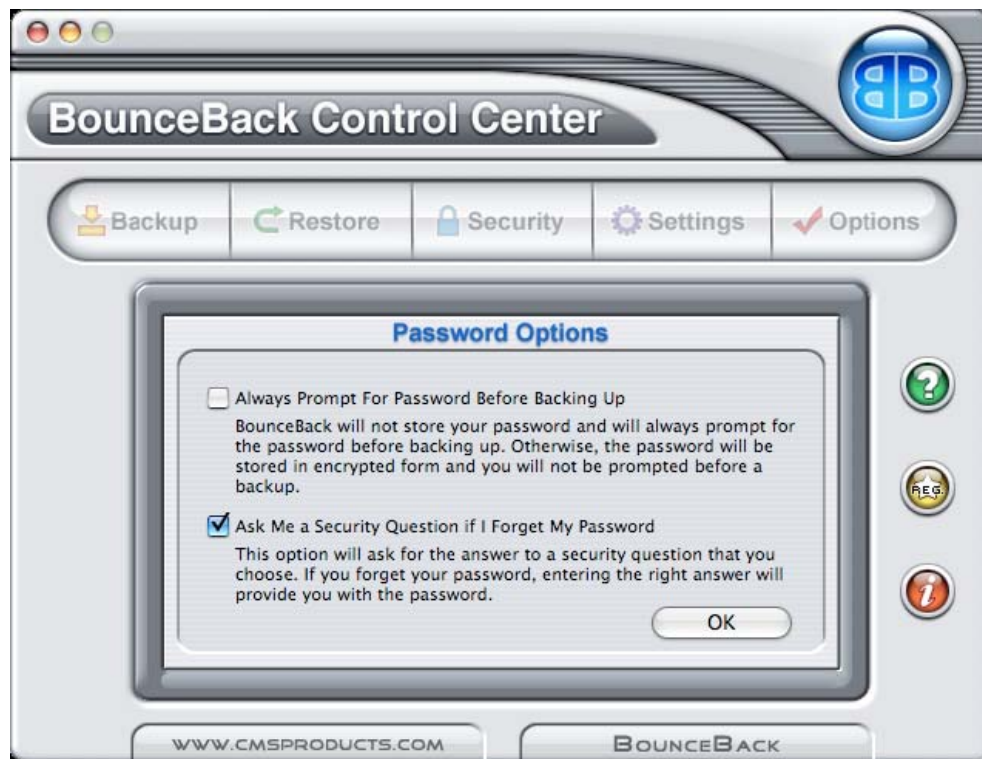 BB
BounceBack Control Center
Backup Restore Security Settings Options
Password Options
Always Prompt For Password Before Backing Up
BounceBack will not store your password and will always prompt for
the password before backing up. Otherwise, the password will be
stored in encrypted form and you will not be prompted before a
backup.
Ask Me a Security Question if I Forget My Password
This option will ask for the answer to a security question that you
choose. If you forget your password, entering the right answer will
provide you with the password.
OK
?
REG.
i
WWW.CMSPRODUCTS.COM BOUNCEBACK